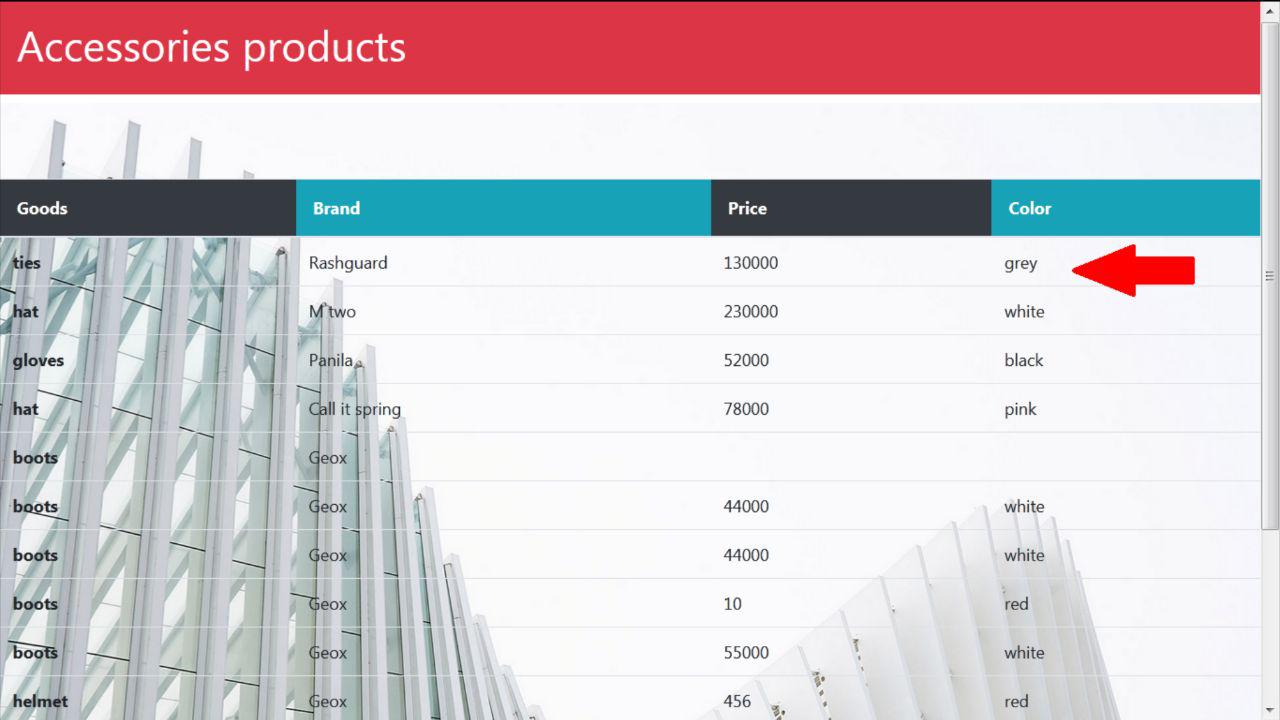 Accessories products
Goods Brand Price Color
ties Rashguard 130000 grey
hat M two 230000 white
gloves Panila 52000 black
hat Call it spring 78000 pink
boots Geox
boots Geox 44000 white
boots Geox 44000 white
boots Geox 10 red
boots Geox 55000 white
helmet Geox 456 red